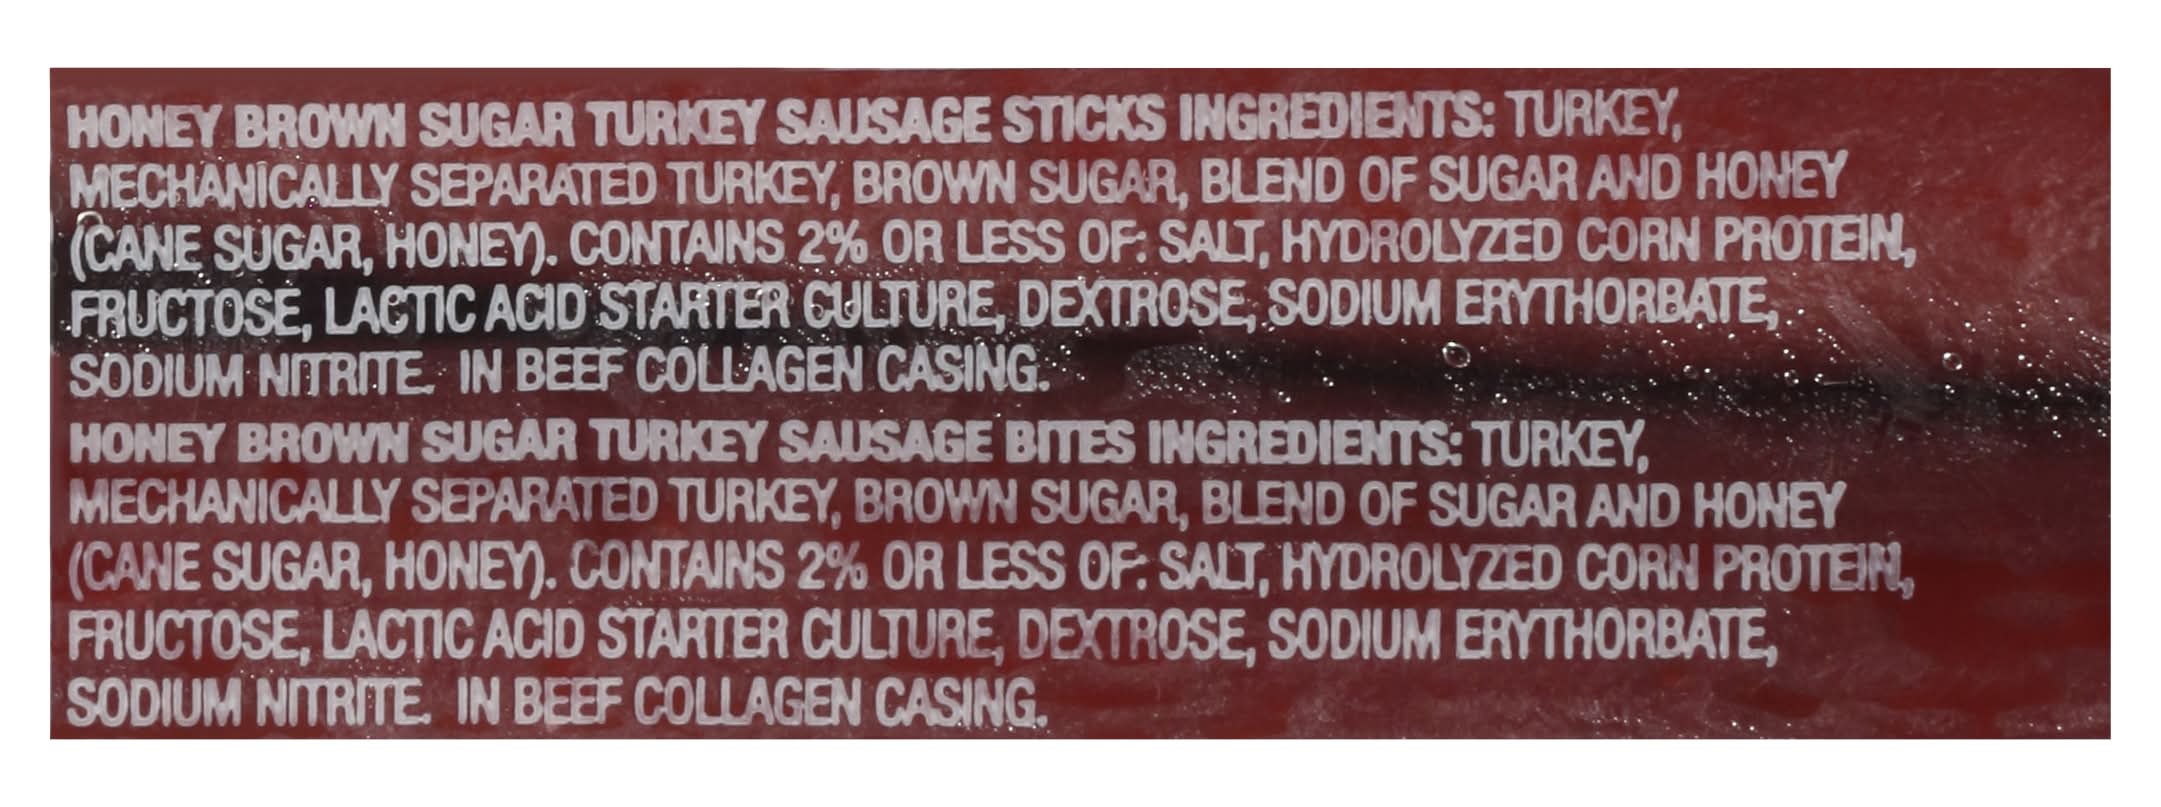 HONEY BROWN SUGAR TURKEY SAUSAGE STICKS INGREDIENTS: TURKEY,
MECHANICALLY SEPARATED TURKEY, BROWN SUGAR, BLEND OF SUGAR AND HONEY
(CANE SUGAR, HONEY). CONTAINS 2% OR LESS OF: SALT, HYDROLYZED CORN PROTEIN,
FRUCTOSE, LACTIC ACID STARTER CULTURE, DEXTROSE, SODIUM ERYTHORBATE,
SODIUM NITRITE. IN BEEF COLLAGEN CASING.
HONEY BROWN SUGAR TURKEY SAUSAGE BITES INGREDIENTS: TURKEY,
MECHANICALLY SEPARATED TURKEY, BROWN SUGAR, BLEND OF SUGAR AND HONEY
(CANE SUGAR, HONEY). CONTAINS 2% OR LESS OF: SALT, HYDROLYZED CORN PROTEIN,
FRUCTOSE, LACTIC ACID STARTER CULTURE, DEXTROSE, SODIUM ERYTHORBATE,
SODIUM NITRITE. IN BEEF COLLAGEN CASING.